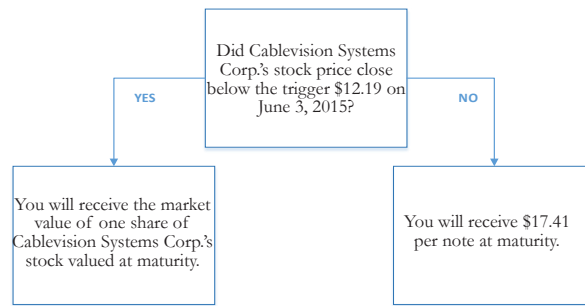 Did Cablevision Systems
Corp.'s stock price close
below the trigger $12.19 on
June 3, 2015?
YES
NO
You will receive the market
value of one share of
Cablevision Systems Corp.'s
stock valued at maturity.
You will receive $17.41
per note at maturity.